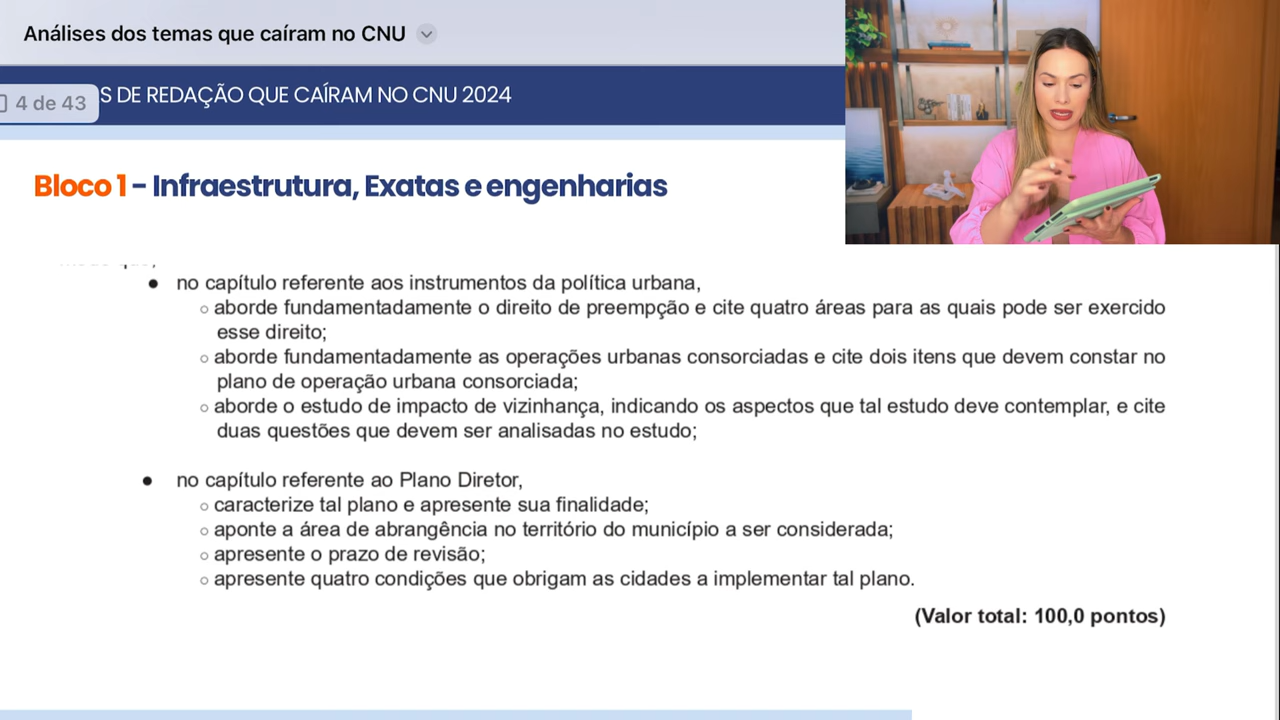 Análises dos temas que caíram no CNU
4 de 43
S DE REDAÇÃO QUE CAÍRAM NO CNU 2024
Bloco 1 - Infraestrutura, Exatas e engenharias
● no capítulo referente aos instrumentos da política urbana,
○ aborde fundamentadamente o direito de preempção e cite quatro áreas para as quais pode ser exercido
esse direito;
○ aborde fundamentadamente as operações urbanas consorciadas e cite dois itens que devem constar no
plano de operação urbana consorciada;
○ aborde o estudo de impacto de vizinhança, indicando os aspectos que tal estudo deve contemplar, e cite
duas questões que devem ser analisadas no estudo;
● no capítulo referente ao Plano Diretor,
○ caracterize tal plano e apresente sua finalidade;
○ aponte a área de abrangência no território do município a ser considerada;
○ apresente o prazo de revisão;
○ apresente quatro condições que obrigam as cidades a implementar tal plano.
(Valor total: 100,0 pontos)